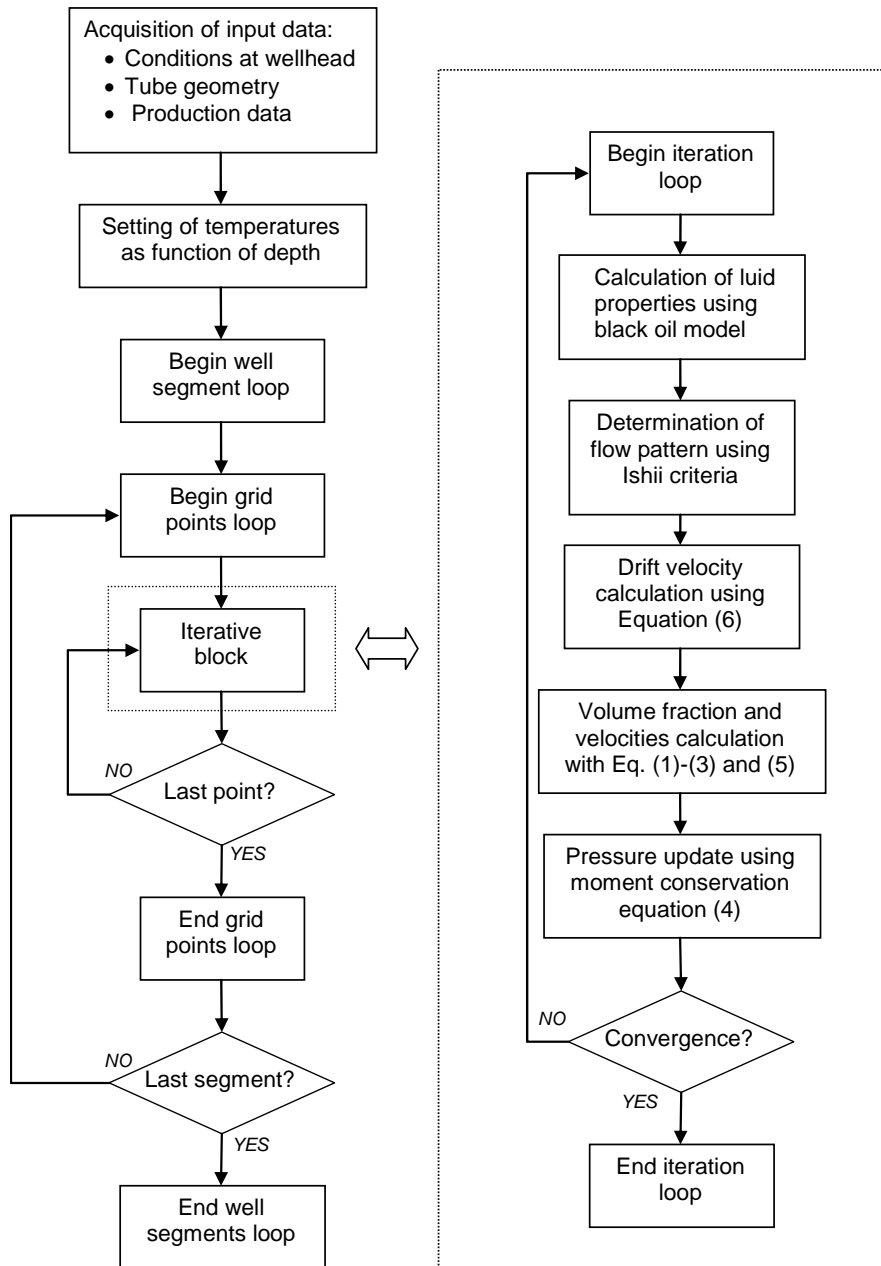 Acquisition of input data:
• Conditions at wellhead
• Tube geometry
• Production data
Setting of temperatures
as function of depth
Begin well
segment loop
Begin grid
points loop
Iterative
block
NO
Last point?
YES
End grid
points loop
NO
Last segment?
YES
End well
segments loop
Begin iteration
loop
Calculation of luid
properties using
black oil model
Determination of
flow pattern using
Ishii criteria
Drift velocity
calculation using
Equation (6)
Volume fraction and
velocities calculation
with Eq. (1)-(3) and (5)
Pressure update using
moment conservation
equation (4)
NO
Convergence?
YES
End iteration
loop